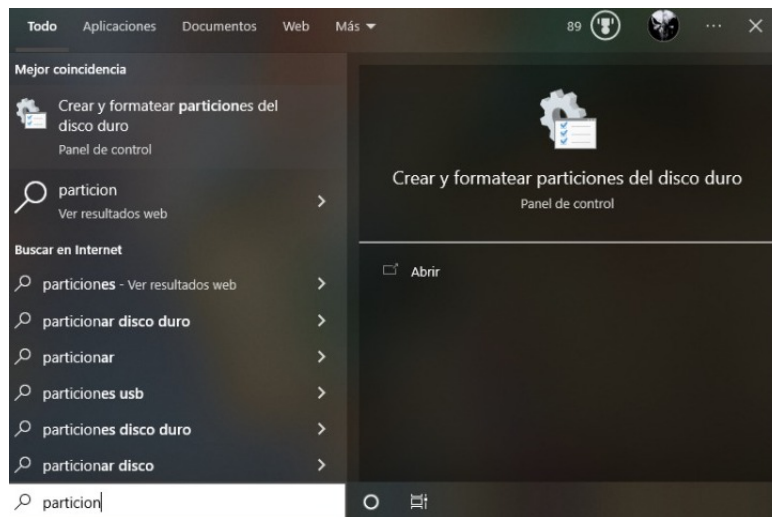 Todo Aplicaciones Documentos Web Más 89 ...
Mejor coincidencia
Crear y formatear particiones del
disco duro
Panel de control
particion
Ver resultados web
Buscar en Internet
particiones - Ver resultados web
particionar disco duro
particionar
particiones usb
particiones disco duro
particionar disco
particion
Crear y formatear particiones del disco duro
Panel de control
Abrir